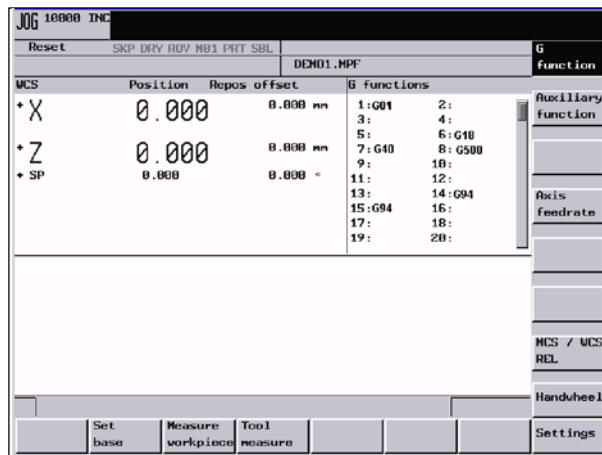 JOG 10000 INC
Reset SKP DRY ROV M01 PRT SBL
DEMO1.MPF
G function
WCS Position Repos offset G functions
+X 0.000 0.000 mm
+Z 0.000 0.000 mm
+ SP 0.000 0.000 °
1:G01 2:
3: 4:
5: 6:G18
7:G40 8:G500
9: 10:
11: 12:
13: 14:G94
15:G94 16:
17: 18:
19: 20:
Auxiliary function
Axis feedrate
MCS / WCS REL
Handwheel
Settings
Set base
Measure workpiece
Tool measure